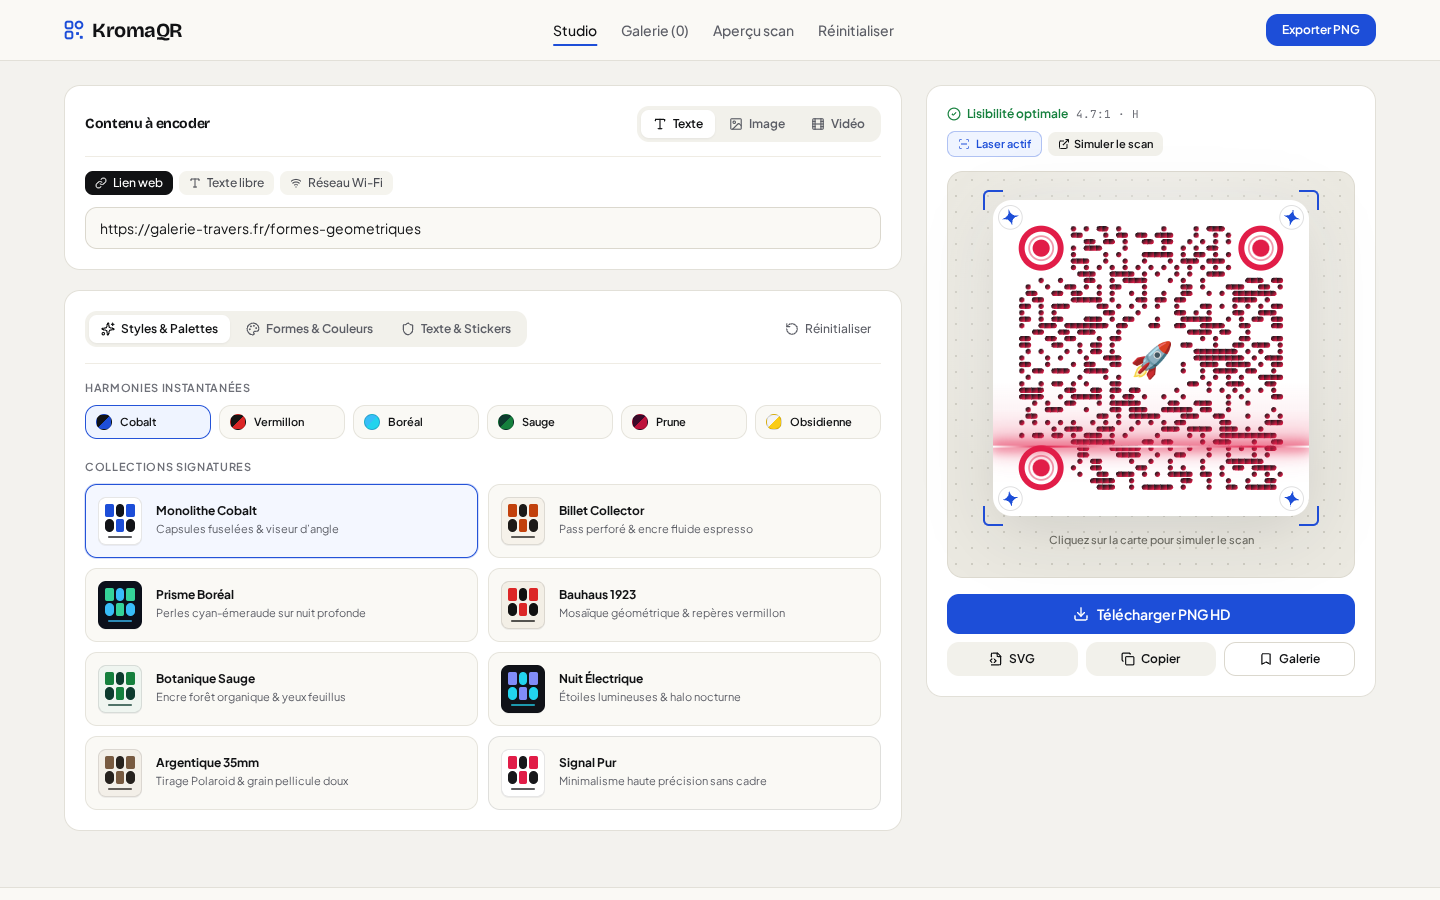 KromaQR
Studio
Galerie (0)
Aperçu scan
Réinitialiser
Exporter PNG
Contenu à encoder
Texte
Image
Vidéo
Lien web
Texte libre
Réseau Wi-Fi
https://galerie-travers.fr/formes-geometriques
Styles & Palettes
Formes & Couleurs
Texte & Stickers
Réinitialiser
HARMONIES INSTANTANÉES
Cobalt
Vermillon
Boréal
Sauge
Prune
Obsidienne
COLLECTIONS SIGNATURES
Monolithe Cobalt
Capsules fuselées & viseur d'angle
Billet Collector
Pass perforé & encre fluide espresso
Prisme Boréal
Perles cyan-émeraude sur nuit profonde
Bauhaus 1923
Mosaïque géométrique & repères vermillon
Botanique Sauge
Encre forêt organique & yeux feuillus
Nuit Électrique
Étoiles lumineuses & halo nocturne
Argentique 35mm
Tirage Polaroid & grain pellicule doux
Signal Pur
Minimalisme haute précision sans cadre
Lisibilité optimale 4.7:1 · H
Laser actif
Simuler le scan
Cliquez sur la carte pour simuler le scan
Télécharger PNG HD
SVG
Copier
Galerie